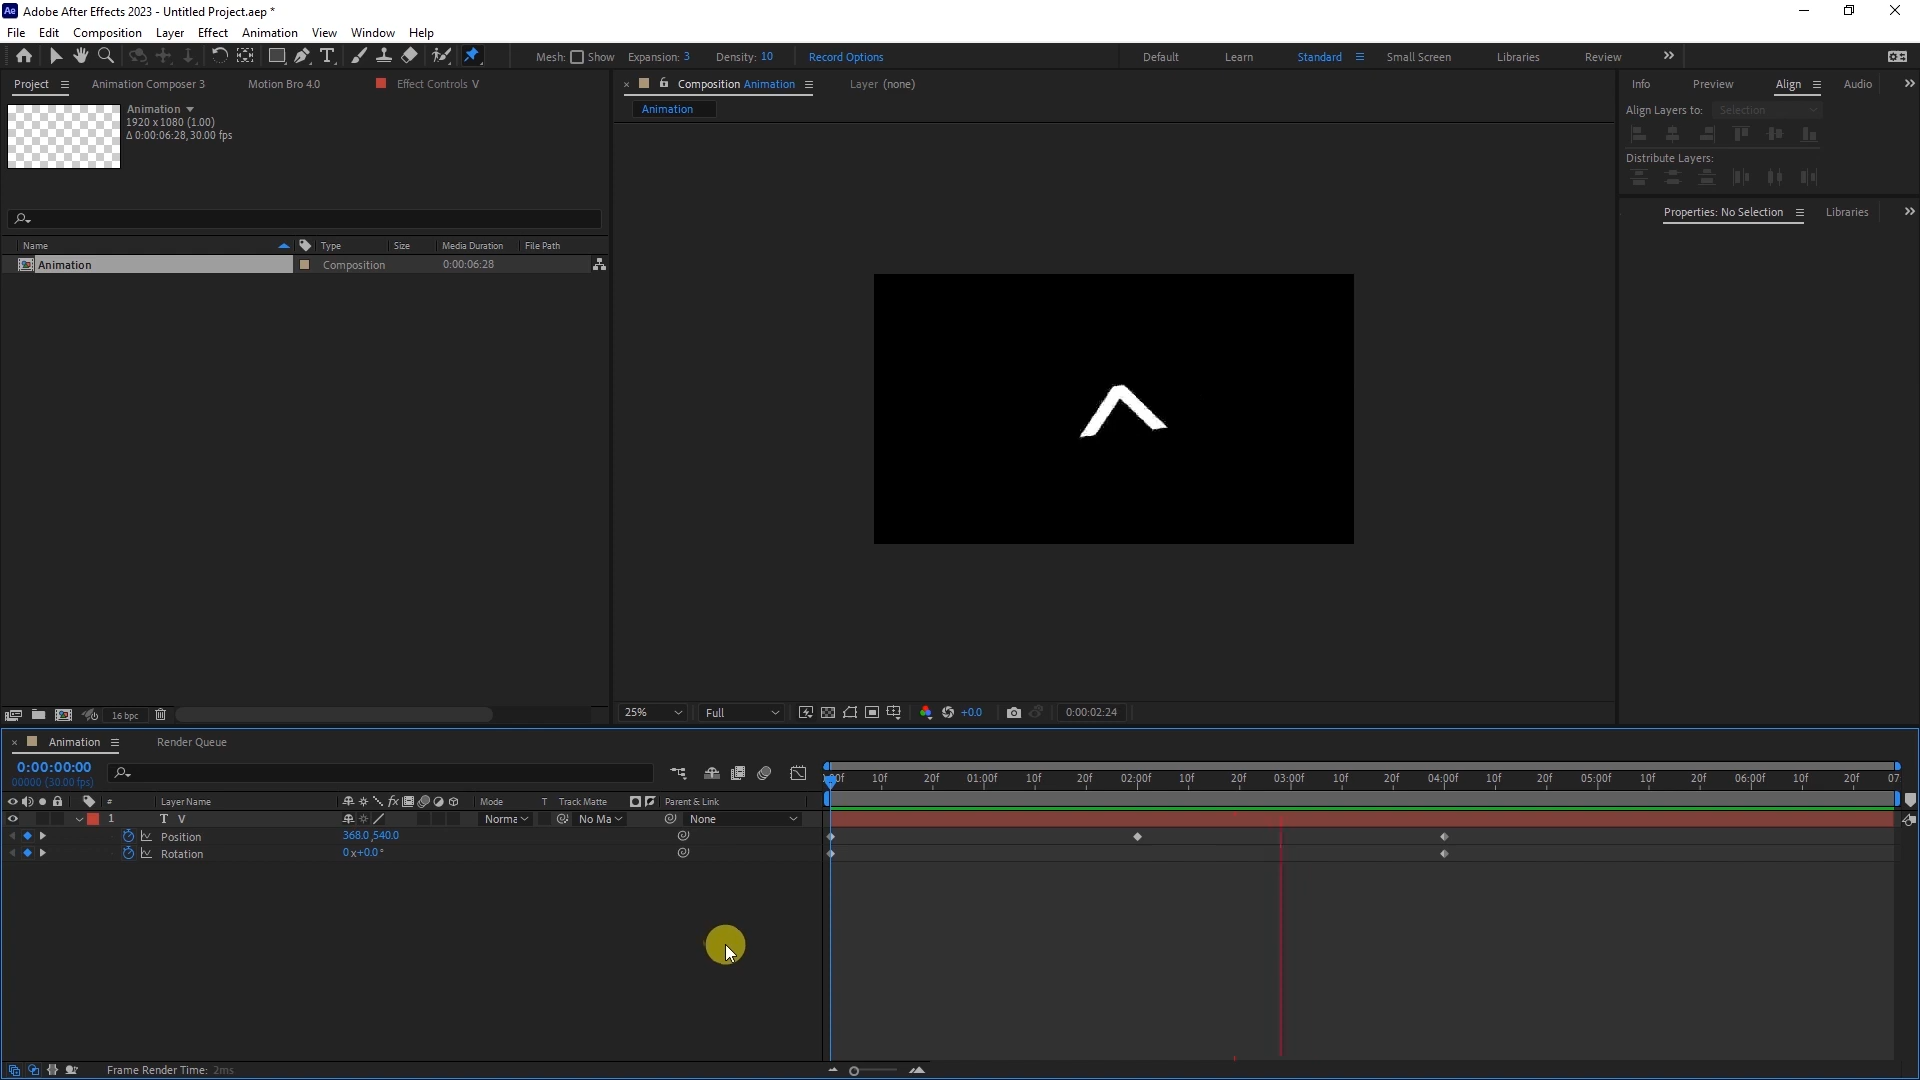 Ae Adobe After Effects 2023 - Untitled Project.aep *
File Edit Composition Layer Effect Animation View Window Help
Mesh: Show Expansion: 3 Density: 10 Record Options Default Learn Standard Small Screen Libraries Review
Project Animation Composer 3 Motion Bro 4.0 Effect Controls V
Composition Animation Layer (none)
Info Preview Align Audio
Animation
1920 x 1080 (1.00)
Δ 0:00:06:28, 30.00 fps
Animation
Align Layers to: Selection
Distribute Layers:
Properties: No Selection Libraries
Name Type Size Media Duration File Path
Animation Composition 0:00:06:28
16 bpc
25% Full +0.0 0:00:02:24
Animation Render Queue
0:00:00:00
00000 (30.00 fps)
:00f 10f 20f 01:00f 10f 20f 02:00f 10f 20f 03:00f 10f 20f 04:00f 10f 20f 05:00f 10f 20f 06:00f 10f 20f 07
# Layer Name fx Mode T Track Matte Parent & Link
1 T V Norma No Ma None
Position 368.0,540.0
Rotation 0x+0.0°
Frame Render Time: 2ms